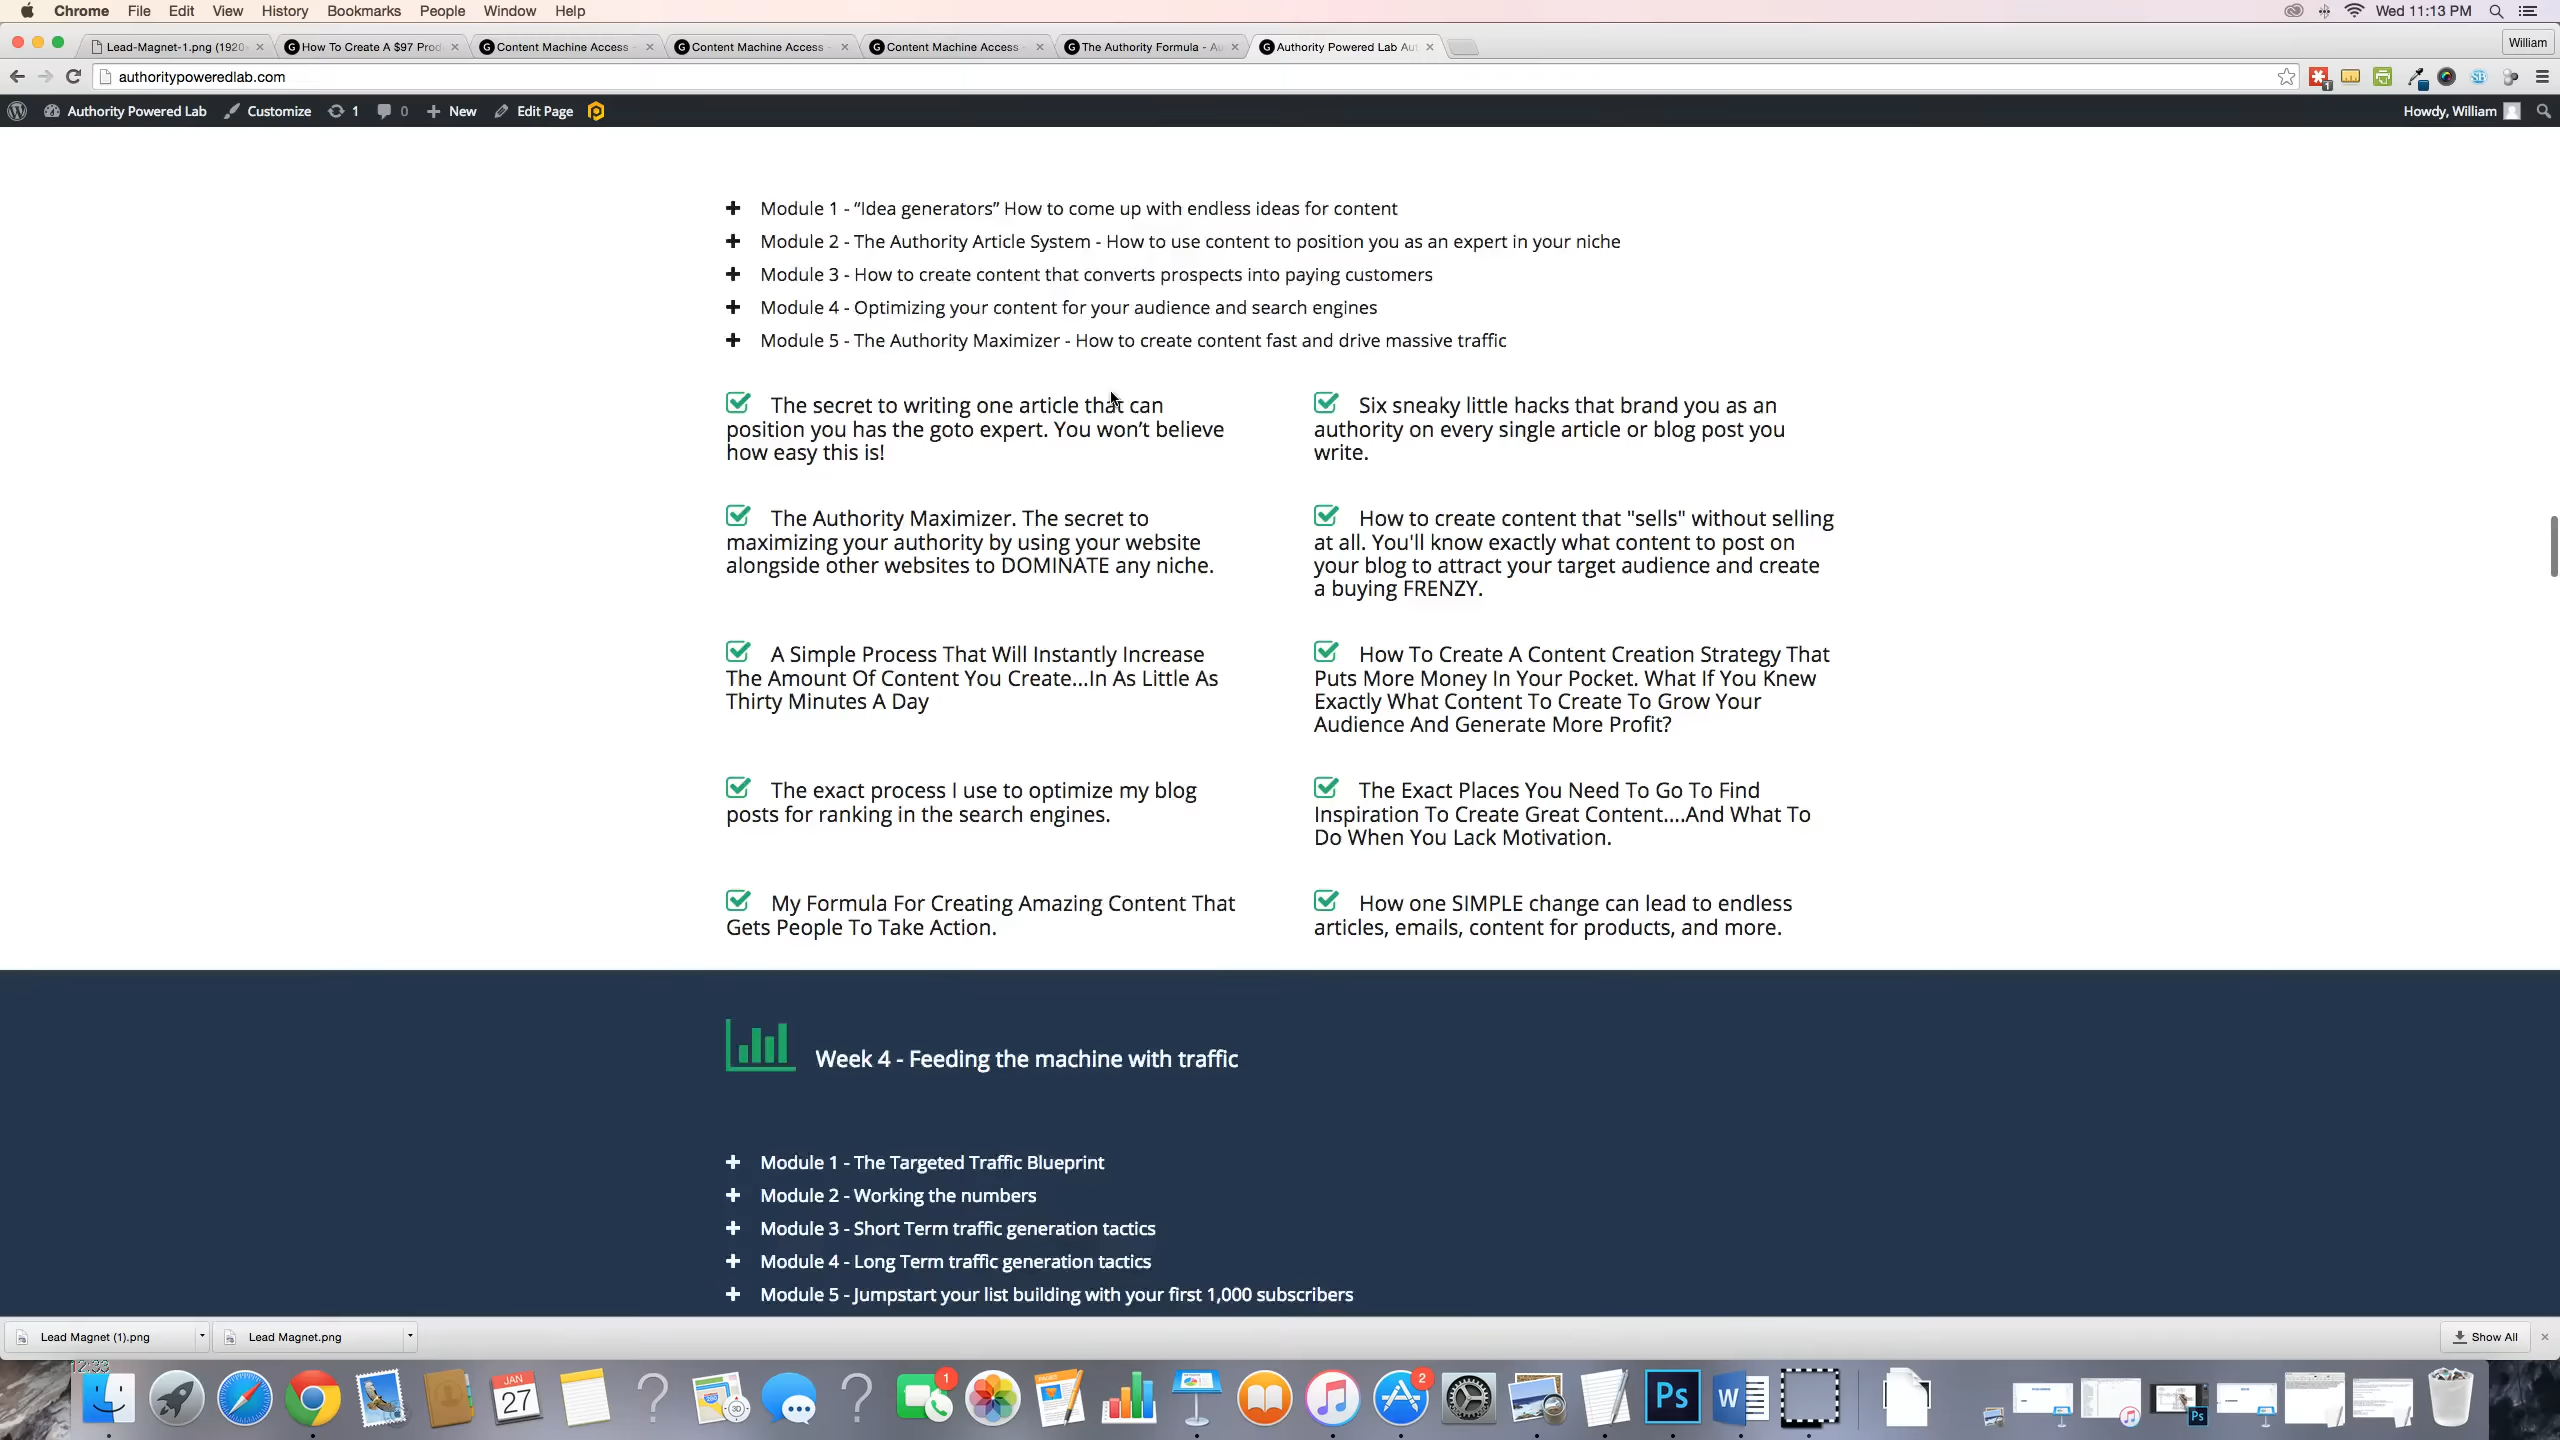 Chrome File Edit View History Bookmarks People Window Help Wed 11:13 PM
Lead-Magnet-1.png (1920 How To Create A $97 Prod Content Machine Access - Content Machine Access - Content Machine Access - The Authority Formula - Au Authority Powered Lab Aut William
authoritypoweredlab.com
Authority Powered Lab Customize 1 0 New Edit Page Howdy, William
Module 1 - “Idea generators” How to come up with endless ideas for content
Module 2 - The Authority Article System - How to use content to position you as an expert in your niche
Module 3 - How to create content that converts prospects into paying customers
Module 4 - Optimizing your content for your audience and search engines
Module 5 - The Authority Maximizer - How to create content fast and drive massive traffic
The secret to writing one article that can
position you has the goto expert. You won’t believe
how easy this is!
Six sneaky little hacks that brand you as an
authority on every single article or blog post you
write.
The Authority Maximizer. The secret to
maximizing your authority by using your website
alongside other websites to DOMINATE any niche.
How to create content that "sells" without selling
at all. You'll know exactly what content to post on
your blog to attract your target audience and create
a buying FRENZY.
A Simple Process That Will Instantly Increase
The Amount Of Content You Create...In As Little As
Thirty Minutes A Day
How To Create A Content Creation Strategy That
Puts More Money In Your Pocket. What If You Knew
Exactly What Content To Create To Grow Your
Audience And Generate More Profit?
The exact process I use to optimize my blog
posts for ranking in the search engines.
The Exact Places You Need To Go To Find
Inspiration To Create Great Content....And What To
Do When You Lack Motivation.
My Formula For Creating Amazing Content That
Gets People To Take Action.
How one SIMPLE change can lead to endless
articles, emails, content for products, and more.
Week 4 - Feeding the machine with traffic
Module 1 - The Targeted Traffic Blueprint
Module 2 - Working the numbers
Module 3 - Short Term traffic generation tactics
Module 4 - Long Term traffic generation tactics
Module 5 - Jumpstart your list building with your first 1,000 subscribers
Lead Magnet (1).png Lead Magnet.png Show All
12:33
JAN
27
3D
PAGES
1
2
Ps
W
Ps